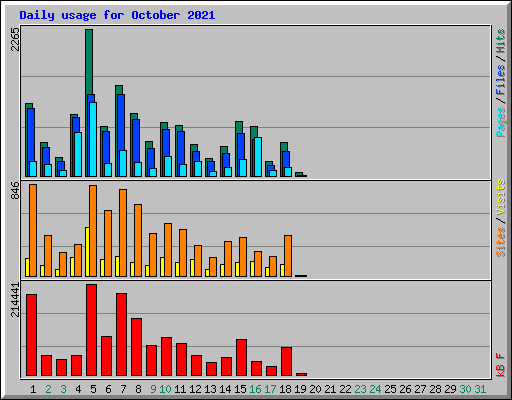 Daily usage for October 2021
2265
Pages / Files / Hits
846
Sites / Visits
214441
kB F
1 2 3 4 5 6 7 8 9 10 11 12 13 14 15 16 17 18 19 20 21 22 23 24 25 26 27 28 29 30 31